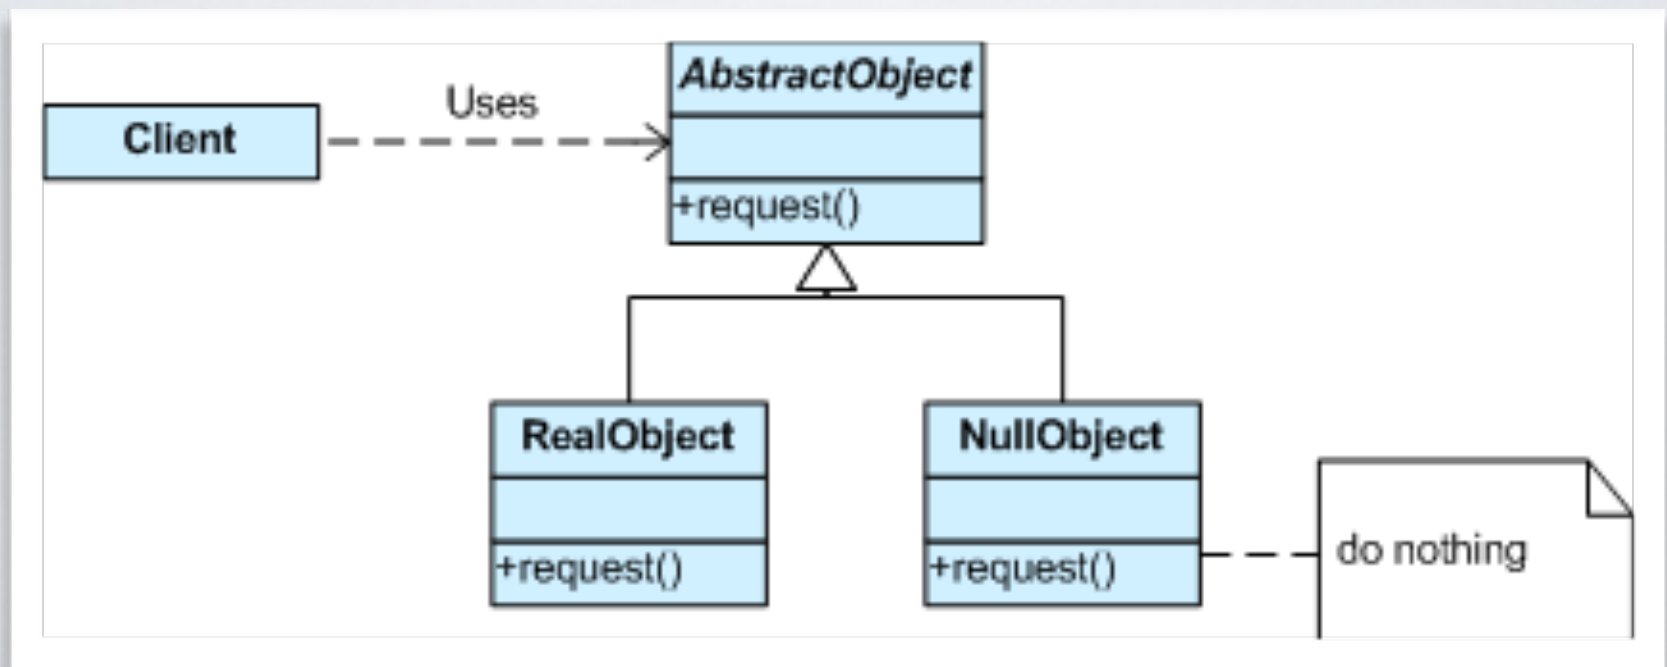 Client
Uses
AbstractObject
+request()
RealObject
+request()
NullObject
+request()
do nothing